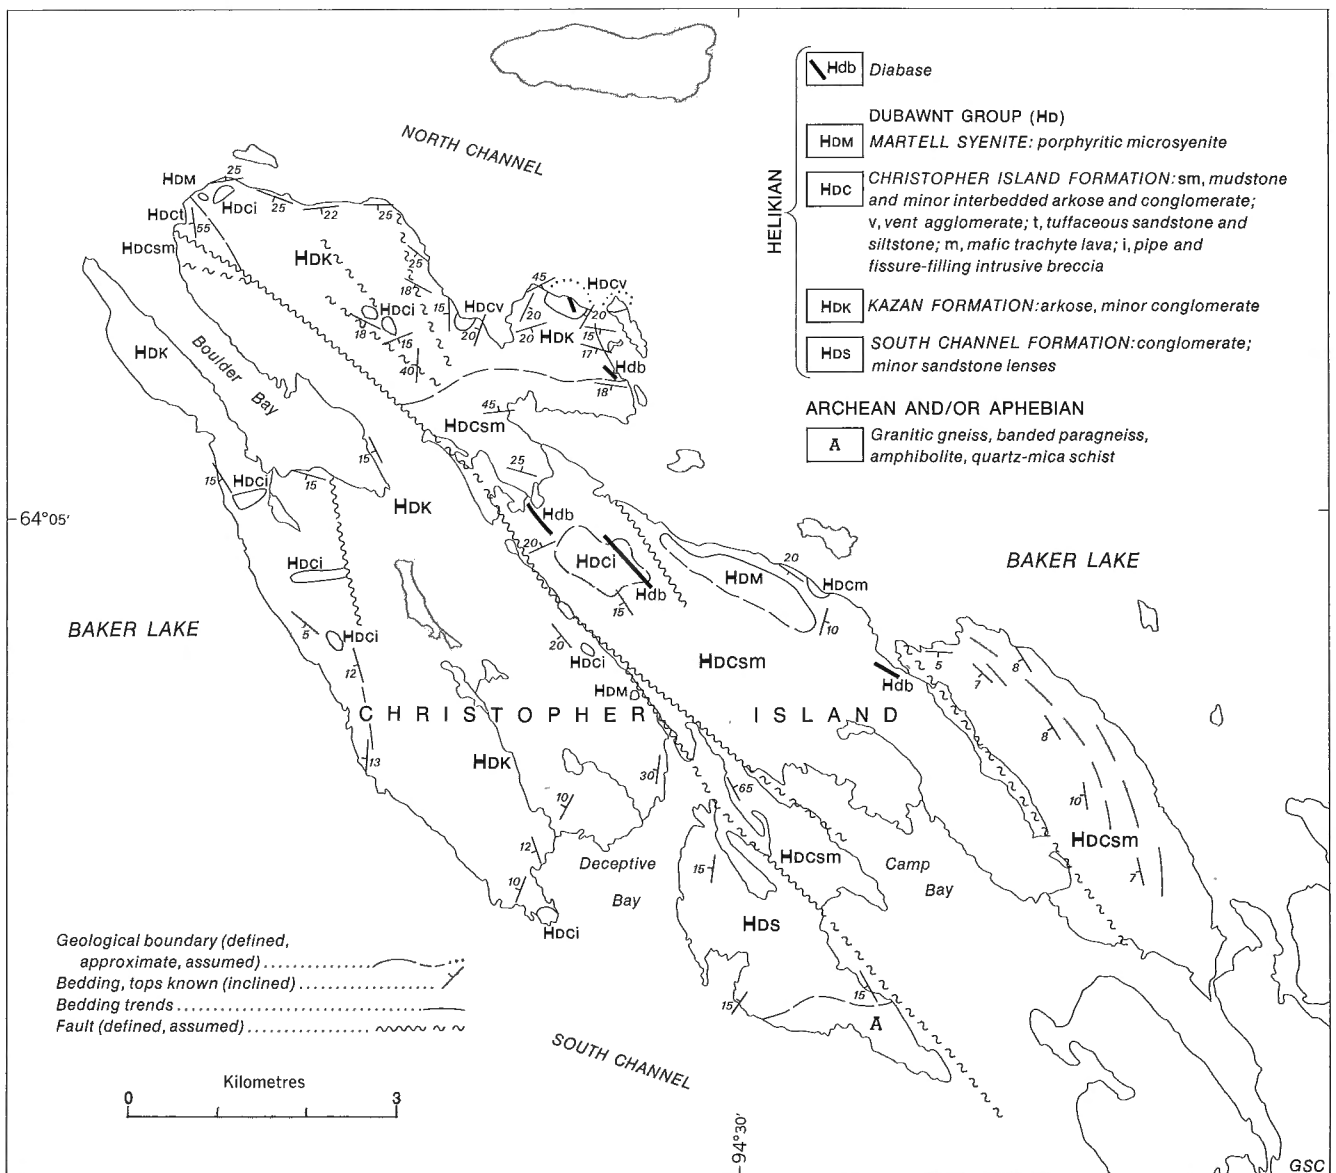 NORTH CHANNEL
Hdb Diabase
DUBAWNT GROUP (HD)
HDM MARTELL SYENITE: porphyritic microsyenite
HDC CHRISTOPHER ISLAND FORMATION: sm, mudstone
and minor interbedded arkose and conglomerate;
v, vent agglomerate; t, tuffaceous sandstone and
siltstone; m, mafic trachyte lava; i, pipe and
fissure-filling intrusive breccia
HDK KAZAN FORMATION: arkose, minor conglomerate
HDS SOUTH CHANNEL FORMATION: conglomerate;
minor sandstone lenses
HELIKIAN
ARCHEAN AND/OR APHEBIAN
A Granitic gneiss, banded paragneiss,
amphibolite, quartz-mica schist
HDM
25
HDCi
HDCt
55
25
22
25
HDCsm
HDK
25
18
HDCi
18
15
40
15
HDCv
20
45
HDCv
20
20
20
HDK
15
17
Hdb
18
HDK
Boulder
Bay
45
HDCsm
15
25
15
HDCi
15
HDK
64°05'
Hdb
20
HDCi
Hdb
15
HDM
20
HDCm
10
BAKER LAKE
HDCi
BAKER LAKE
5
HDCi
12
20
HDCi
HDM
HDCsm
Hdb
5
7
8
8
CHRISTOPHER ISLAND
13
HDK
30
10
65
10
HDCsm
7
12
Deceptive
Bay
10
HDCi
15
HDCsm
Camp
Bay
HDS
15
15
A
Geological boundary (defined,
approximate, assumed)
Bedding, tops known (inclined)
Bedding trends
Fault (defined, assumed)
SOUTH CHANNEL
Kilometres
0 3
94°30'
GSC